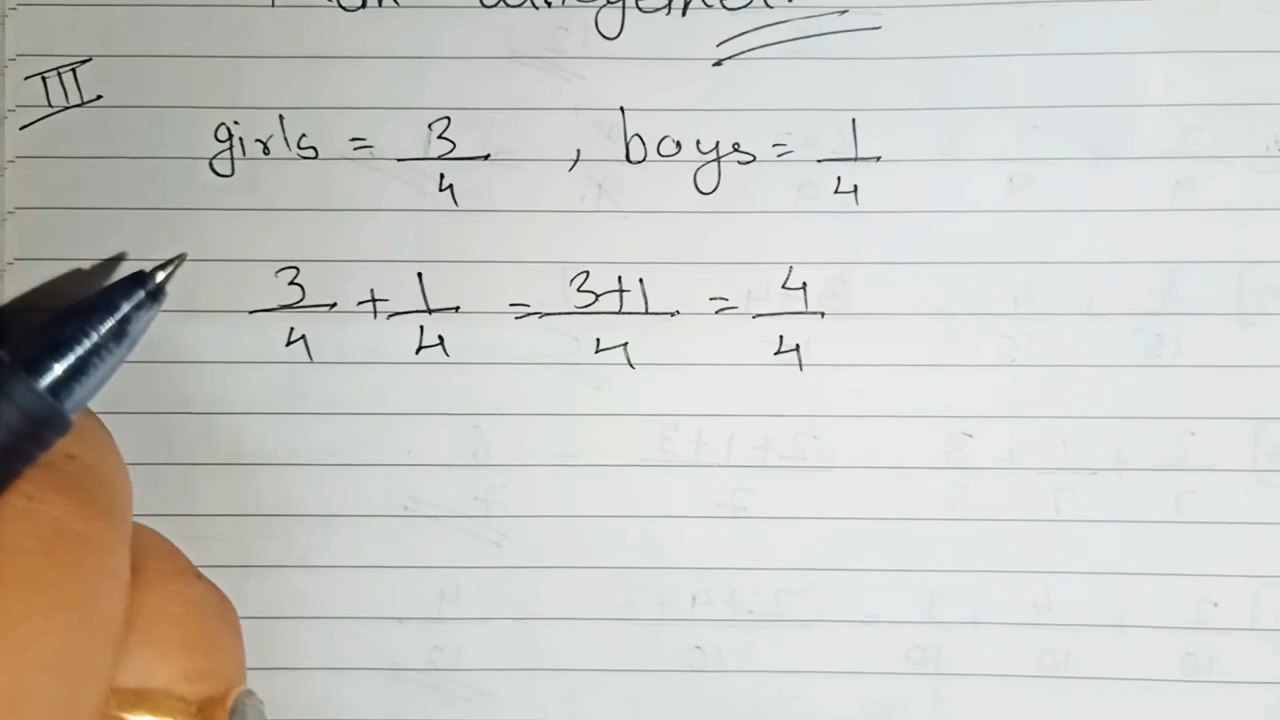 III
girls = 3/4 , boys = 1/4
3/4 + 1/4 = 3+1/4 = 4/4